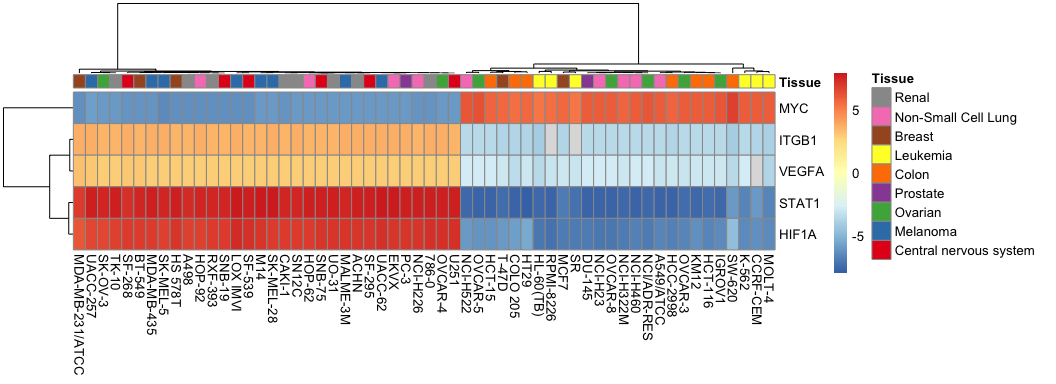 Tissue
MYC
ITGB1
VEGFA
STAT1
HIF1A
MDA-MB-231/ATCC
UACC-257
SK-OV-3
TK-10
SF-268
BT-549
MDA-MB-435
SK-MEL-5
HS 578T
A498
HOP-92
RXF-393
SNB-19
LOX IMVI
SF-539
M14
SK-MEL-28
CAKI-1
SN12C
HOP-62
SNB-75
UO-31
MALME-3M
ACHN
SF-295
UACC-62
EKVX
PC-3
NCI-H226
786-0
OVCAR-4
U251
NCI-H522
OVCAR-5
HCT-15
T-47D
COLO 205
HT29
HL-60(TB)
RPMI-8226
MCF7
SR
DU-145
NCI-H23
OVCAR-8
NCI-H322M
NCI-H460
NCI/ADR-RES
A549/ATCC
HCC-2998
OVCAR-3
KM12
HCT-116
IGROV1
SW-620
K-562
CCRF-CEM
MOLT-4
5
0
-5
Tissue
Renal
Non-Small Cell Lung
Breast
Leukemia
Colon
Prostate
Ovarian
Melanoma
Central nervous system